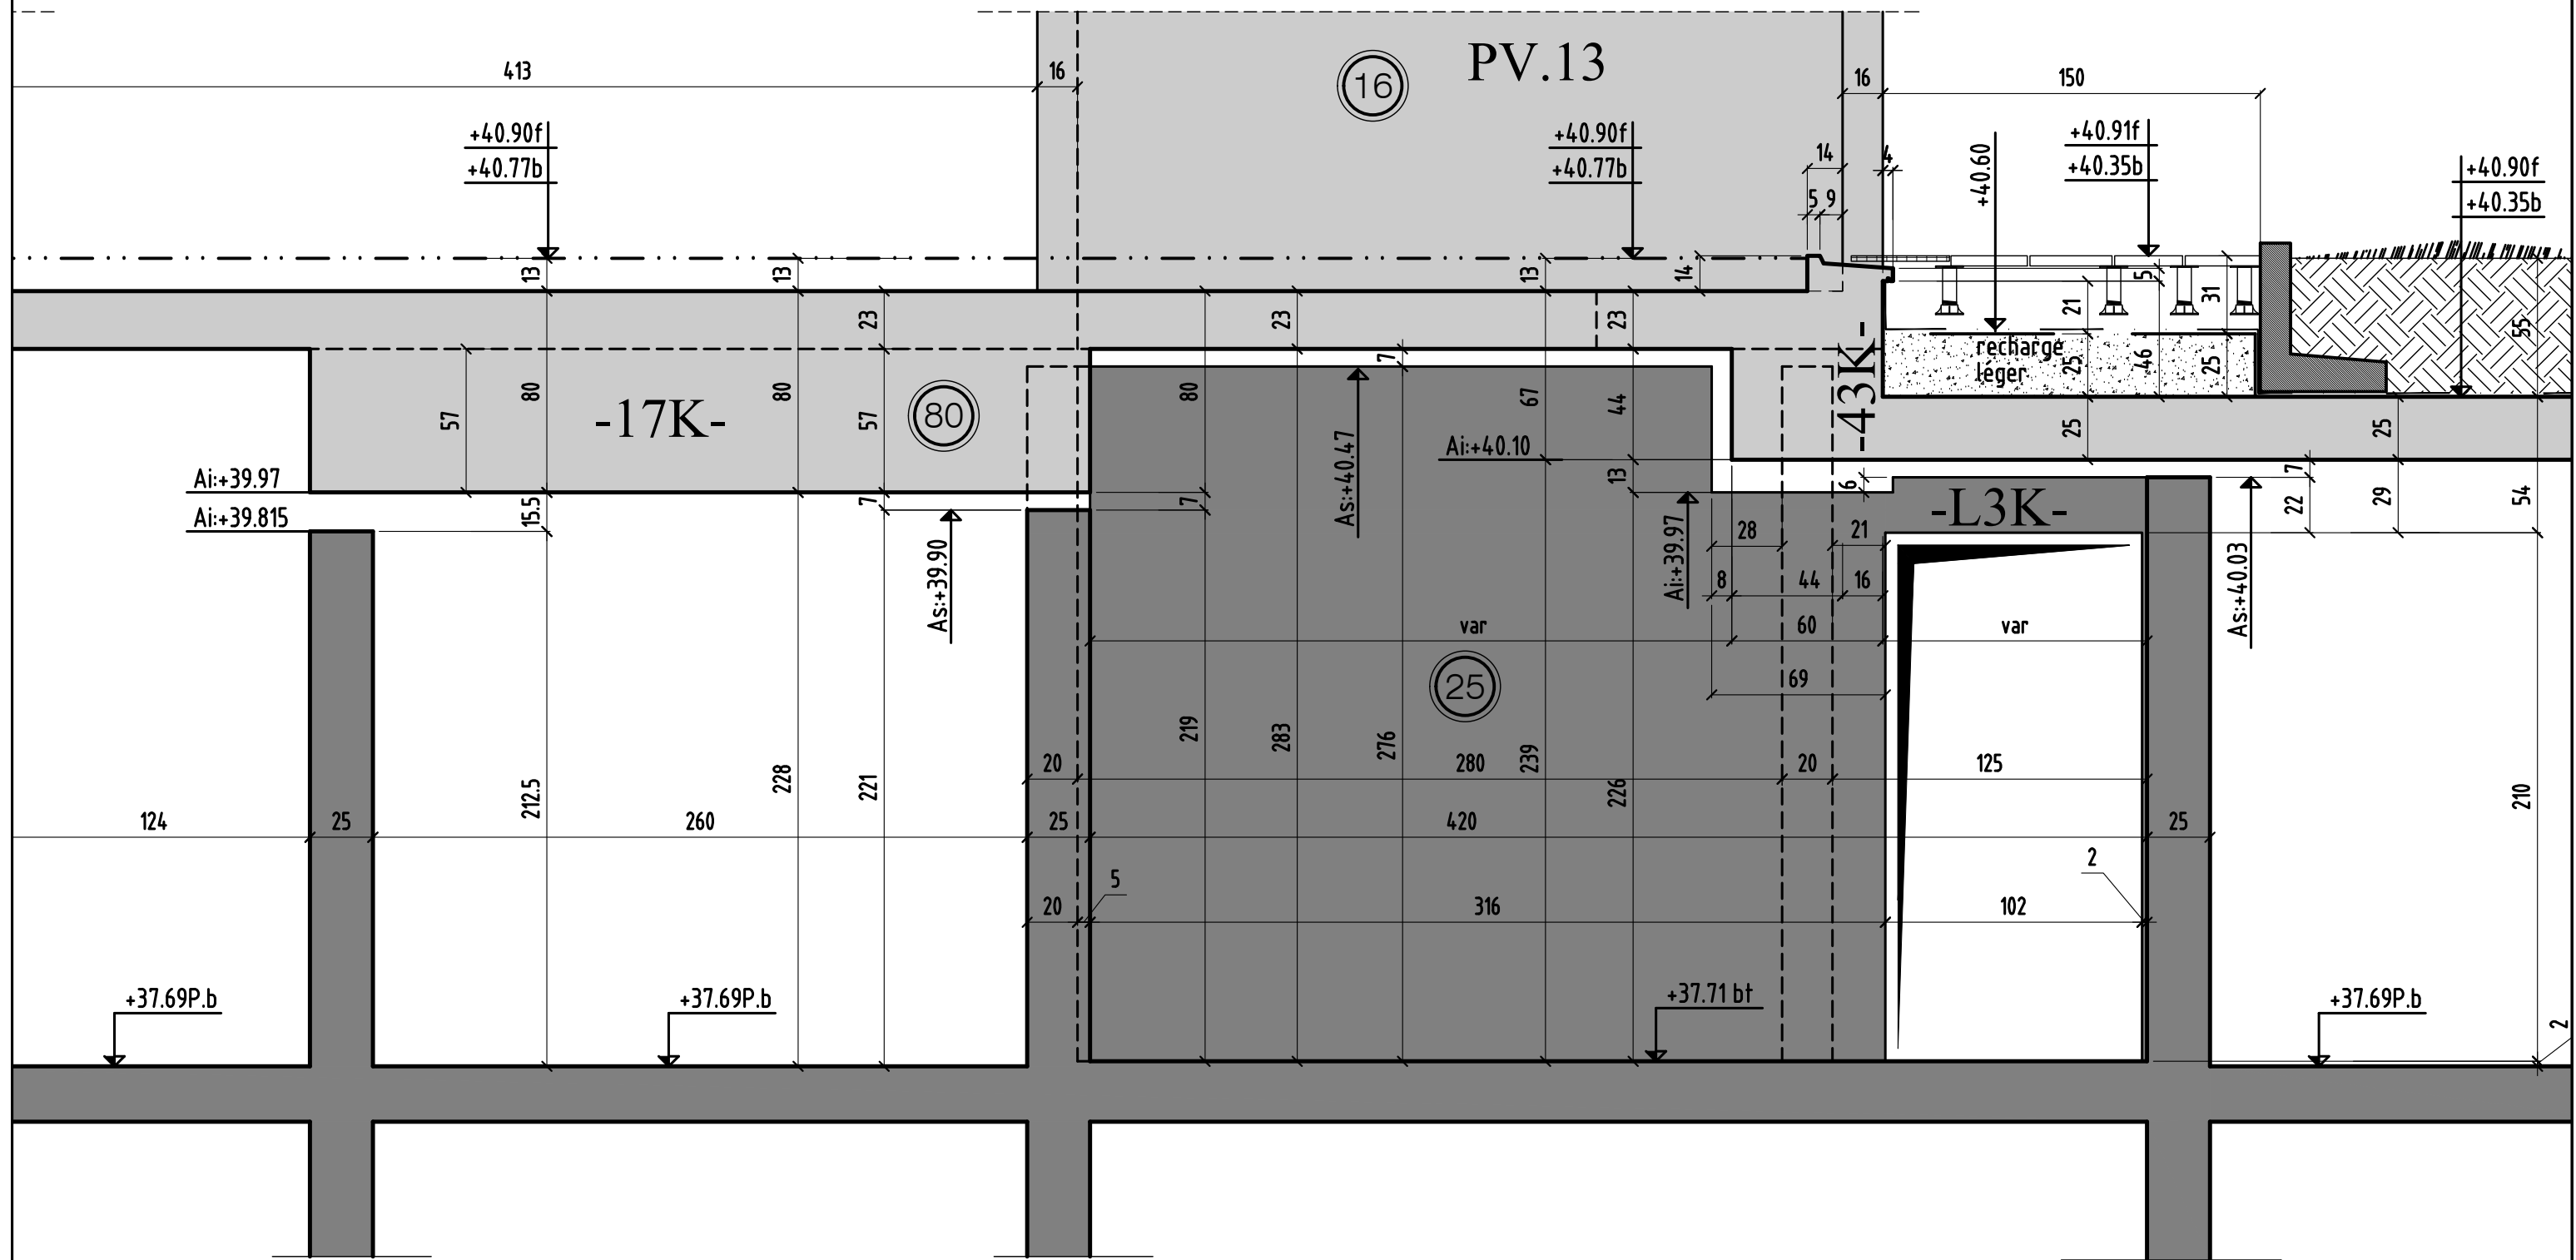 413
16
16
PV.13
16
150
+40.90f
+40.77b
+40.90f
+40.77b
14
4
5 9
+40.60
+40.91f
+40.35b
+40.90f
+40.35b
13
13
13
14
5
31
21
55
23
23
23
7
recharge
léger
25
46
25
-43K-
57
80
80
57
-17K-
80
80
67
44
As:+40.47
Ai:+40.10
25
25
Ai:+39.97
Ai:+39.815
15.5
7
7
13
6
-L3K-
7
22
29
54
As:+39.90
Ai:+39.97
28
21
8
44
16
As:+40.03
var
60
var
25
69
219
283
276
239
20
280
20
125
212.5
228
221
226
210
124
25
260
25
420
25
5
2
20
316
102
+37.69P.b
+37.69P.b
+37.71 bt
+37.69P.b
2